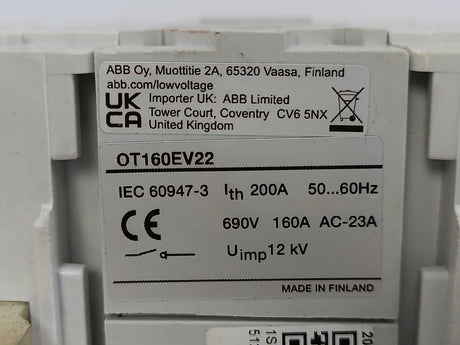 ABB Oy, Muottitie 2A, 65320 Vaasa, Finland
abb.com/lowvoltage
UK
CA
Importer UK: ABB Limited
Tower Court, Coventry CV6 5NX
United Kingdom
OT160EV22
IEC 60947-3 Ith 200A 50...60Hz
CE
690V 160A AC-23A
Uimp 12 kV
MADE IN FINLAND